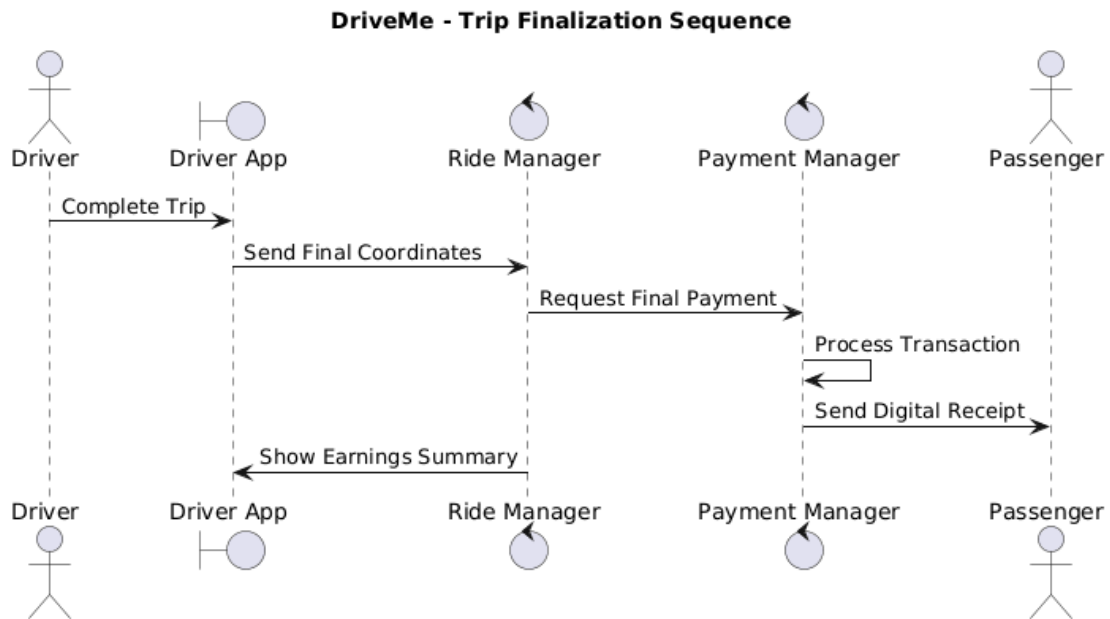 DriveMe - Trip Finalization Sequence
Driver Driver App Ride Manager Payment Manager Passenger
Complete Trip
Send Final Coordinates
Request Final Payment
Process Transaction
Send Digital Receipt
Show Earnings Summary
Driver Driver App Ride Manager Payment Manager Passenger